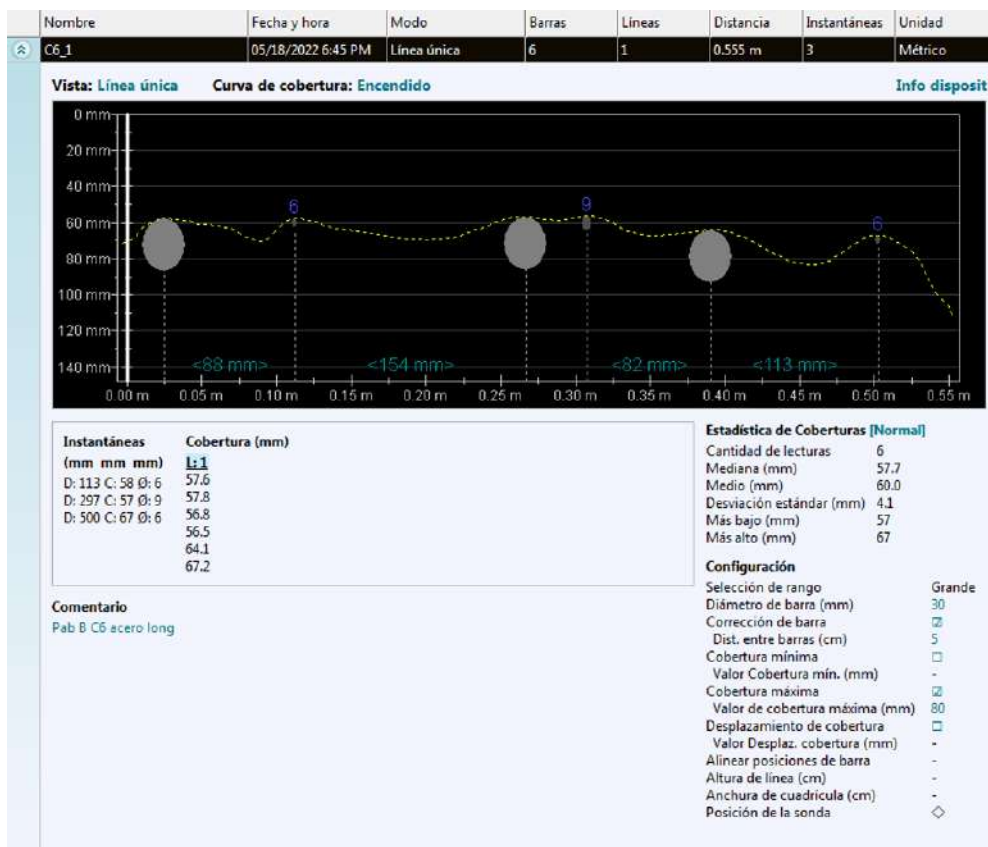 Nombre Fecha y hora Modo Barras Líneas Distancia Instantáneas Unidad
C6_1 05/18/2022 6:45 PM Línea única 6 1 0.555 m 3 Métrico
Vista: Línea única Curva de cobertura: Encendido Info disposit
0 mm
20 mm
40 mm
6 9
60 mm
6
80 mm
100 mm
120 mm
140 mm <88 mm> <154 mm> <82 mm> <113 mm>
0.00 m 0.05 m 0.10 m 0.15 m 0.20 m 0.25 m 0.30 m 0.35 m 0.40 m 0.45 m 0.50 m 0.55 m
Instantáneas Cobertura (mm)
(mm mm mm) L: 1
D: 113 C: 58 Ø: 6 57.6
D: 297 C: 57 Ø: 9 57.8
D: 500 C: 67 Ø: 6 56.8
56.5
64.1
67.2
Comentario
Pab B C6 acero long
Estadística de Coberturas [Normal]
Cantidad de lecturas 6
Mediana (mm) 57.7
Medio (mm) 60.0
Desviación estándar (mm) 4.1
Más bajo (mm) 57
Más alto (mm) 67
Configuración
Selección de rango Grande
Diámetro de barra (mm) 30
Corrección de barra ☑
Dist. entre barras (cm) 5
Cobertura mínima ☐
Valor Cobertura mín. (mm) -
Cobertura máxima ☑
Valor de cobertura máxima (mm) 80
Desplazamiento de cobertura ☐
Valor Desplaz. cobertura (mm) -
Alinear posiciones de barra -
Altura de línea (cm) -
Anchura de cuadrícula (cm) -
Posición de la sonda ◇